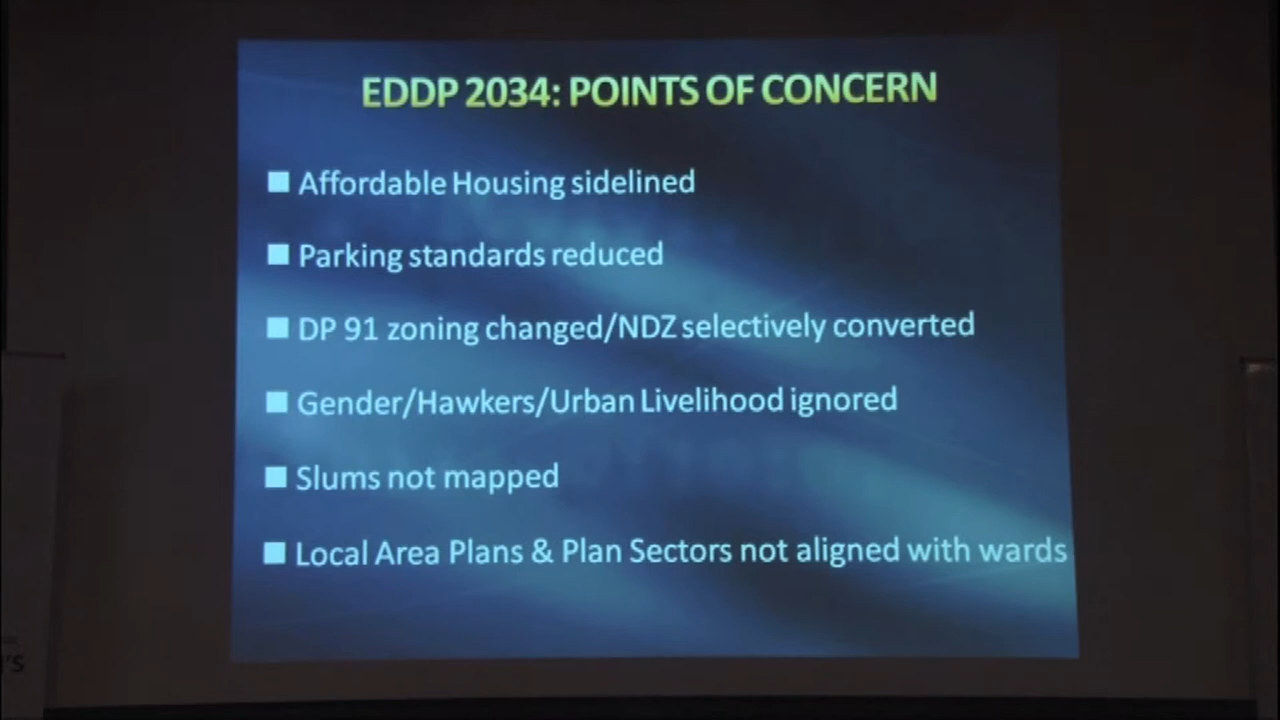 EDDP 2034: POINTS OF CONCERN
■ Affordable Housing sidelined
■ Parking standards reduced
■ DP 91 zoning changed/NDZ selectively converted
■ Gender/Hawkers/Urban Livelihood ignored
■ Slums not mapped
■ Local Area Plans & Plan Sectors not aligned with wards
'S